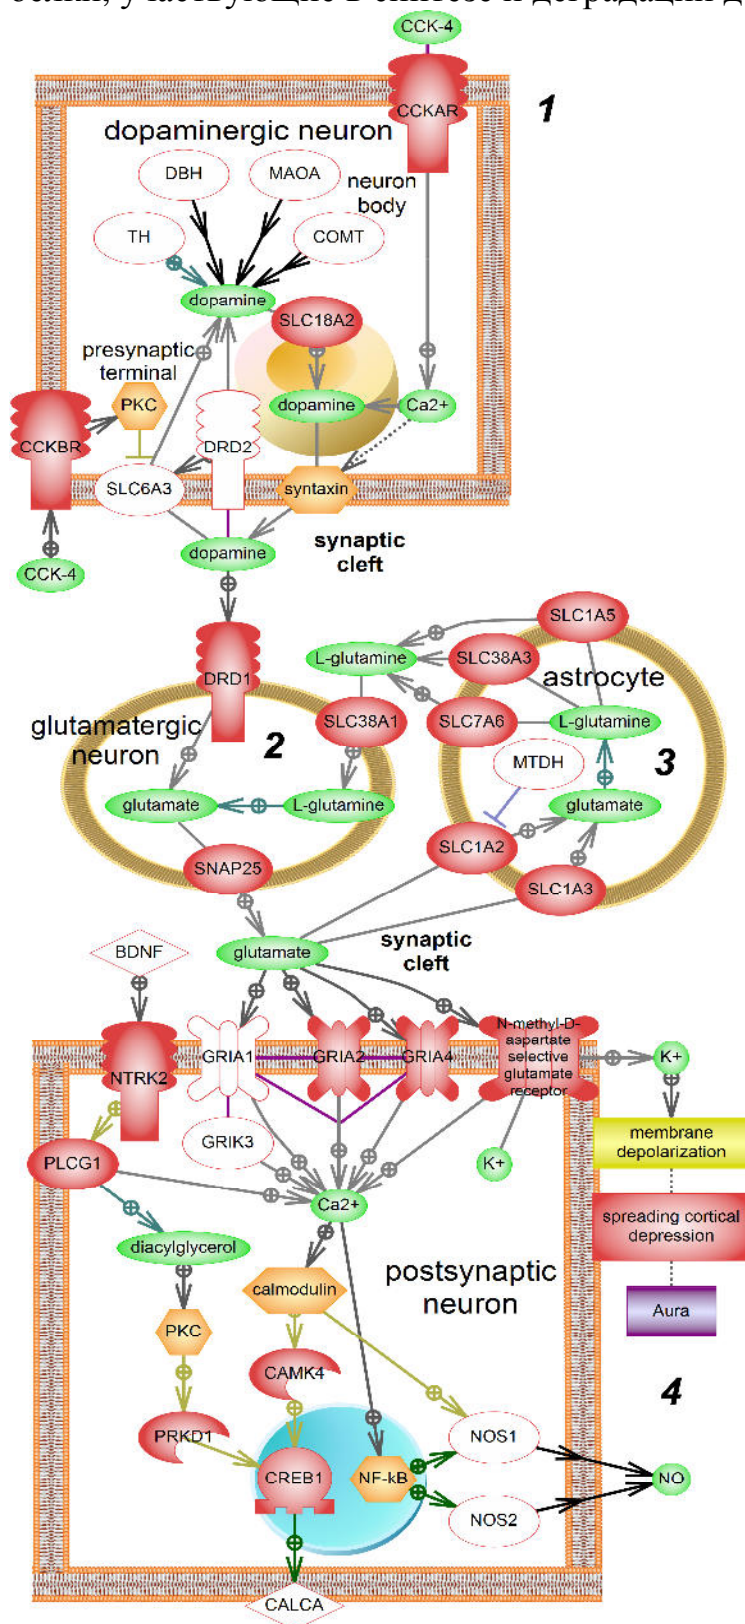 белки, участвующие в синтезе и деградации д
CCK-4
CCKAR
1
dopaminergic neuron
DBH
MAOA
neuron
body
TH
COMT
dopamine
SLC18A2
presynaptic
terminal
PKC
dopamine
Ca2+
CCKBR
DRD2
SLC6A3
syntaxin
dopamine
synaptic
cleft
CCK-4
SLC1A5
L-glutamine
SLC38A3
DRD1
astrocyte
glutamatergic
neuron
2
SLC38A1
SLC7A6
L-glutamine
3
MTDH
glutamate
L-glutamine
glutamate
SLC1A2
SNAP25
SLC1A3
BDNF
glutamate
synaptic
cleft
NTRK2
GRIA1
GRIA2
GRIA4
N-methyl-D-
aspartate
selective
glutamate
receptor
K+
GRIK3
membrane
depolarization
PLCG1
K+
Ca2+
spreading cortical
depression
diacylglycerol
postsynaptic
neuron
calmodulin
Aura
PKC
CAMK4
4
PRKD1
NOS1
CREB1
NF-kB
NO
NOS2
CALCA